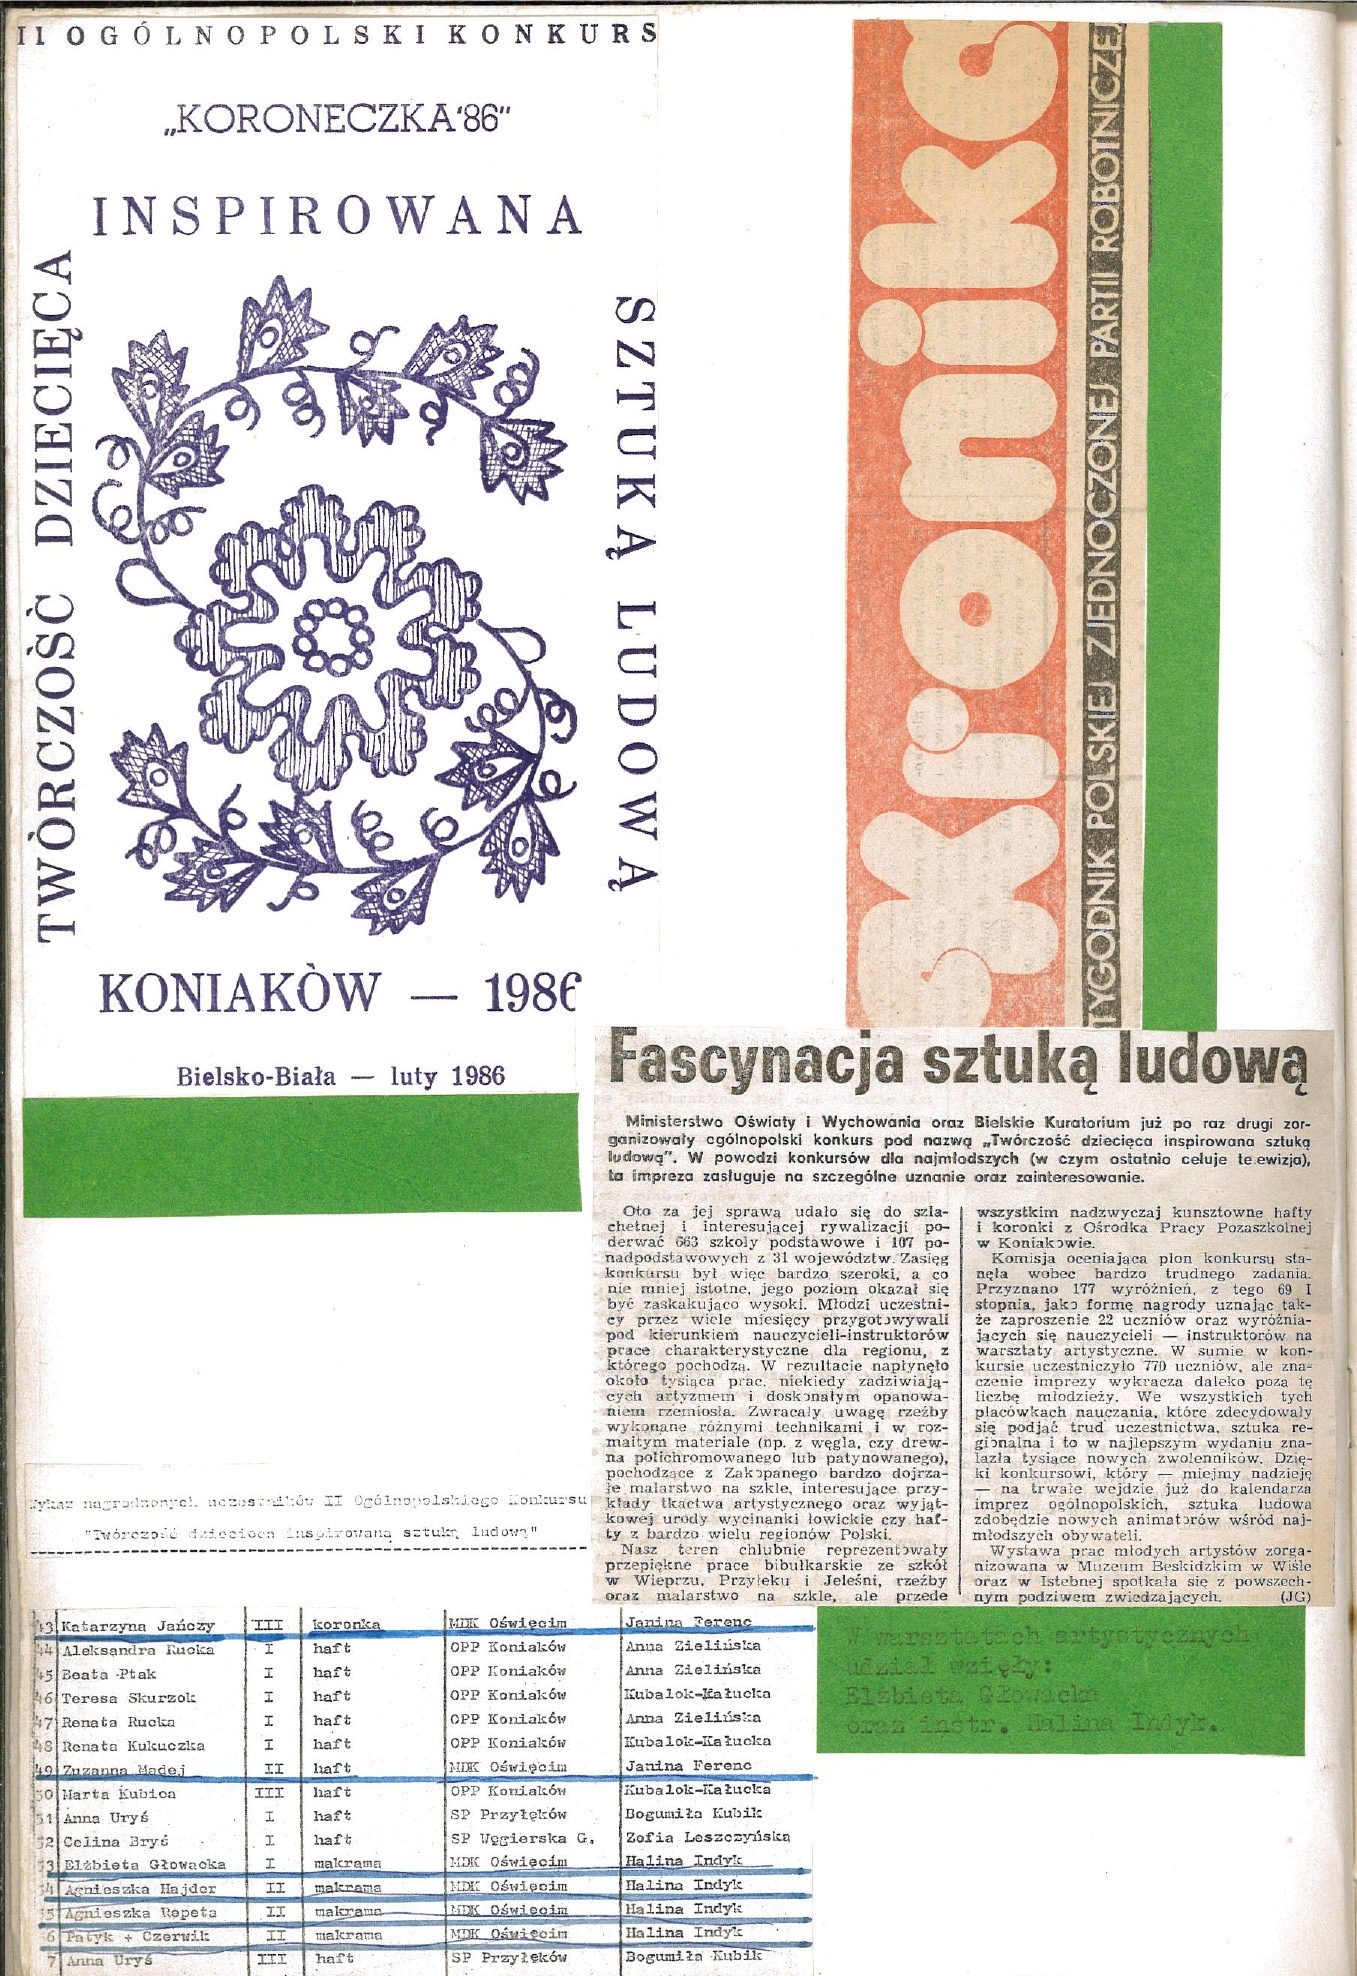 II OGÓLNOPOLSKI KONKURS
„KORONECZKA'86"
INSPIROWANA
TWÒRCZOŚĆ DZIECIĘCA
SZTUKĄ LUDOWĄ
KONIAKÒW — 1986
Bielsko-Biała — luty 1986
kronika
TYGODNIK POLSKIEJ ZJEDNOCZONEJ PARTII ROBOTNICZEJ
Fascynacja sztuką ludową
Ministerstwo Oświaty i Wychowania oraz Bielskie Kuratorium już po raz drugi zor-
ganizowały ogólnopolski konkurs pod nazwą „Twórczość dziecięca inspirowana sztuką
ludową". W powodzi konkursów dla najmłodszych (w czym ostatnio celuje te ewizja),
ta impreza zasługuje na szczególne uznanie oraz zainteresowanie.
Oto za jej sprawą udało się do szla-
chetnej i interesującej rywalizacji po-
derwać 663 szkoły podstawowe i 107 po-
nadpodstawowych z 31 województw. Zasięg
konkursu był więc bardzo szeroki, a co
nie mniej istotne, jego poziom okazał się
być zaskakująco wysoki. Młodzi uczestni-
cy przez wiele miesięcy przygotowywali
pod kierunkiem nauczycieli-instruktorów
prace charakterystyczne dla regionu, z
którego pochodzą. W rezultacie napłynęło
około tysiąca prac, niekiedy zadziwiają-
cych artyzmem i doskonałym opanowa-
niem rzemiosła. Zwracały uwagę rzeźby
wykonane różnymi technikami i w roz-
maitym materiale (np. z węgla, czy drew-
na polichromowanego lub patynowanego),
pochodzące z Zakopanego bardzo dojrza-
łe malarstwo na szkle, interesujące przy-
kłady tkactwa artystycznego oraz wyjąt-
kowej urody wycinanki łowickie czy haf-
ty z bardzo wielu regionów Polski.
Nasz teren chlubnie reprezentowały
przepiękne prace bibułkarskie ze szkół
w Wieprzu, Przyłeku i Jeleśni, rzeźby
oraz malarstwo na szkle, ale przede
wszystkim nadzwyczaj kunsztowne hafty
i koronki z Ośrodka Pracy Pozaszkolnej
w Koniakowie.
Komisja oceniająca plon konkursu sta-
nęła wobec bardzo trudnego zadania.
Przyznano 177 wyróżnień, z tego 69 I
stopnia, jako formę nagrody uznając tak-
że zaproszenie 22 uczniów oraz wyróżnia-
jących się nauczycieli — instruktorów na
warsztaty artystyczne. W sumie w kon-
kursie uczestniczyło 770 uczniów, ale zna-
czenie imprezy wykracza daleko poza tę
liczbę młodzieży. We wszystkich tych
placówkach nauczania, które zdecydowały
się podjąć trud uczestnictwa, sztuka re-
gionalna i to w najlepszym wydaniu zna-
lazła tysiące nowych zwolenników. Dzię-
ki konkursowi, który — miejmy nadzieję
— na trwałe wejdzie już do kalendarza
imprez ogólnopolskich, sztuka ludowa
zdobędzie nowych animatorów wśród naj-
młodszych obywateli.
Wystawa prac młodych artystów zorga-
nizowana w Muzeum Beskidzkim w Wiśle
oraz w Istebnej spotkała się z powszech-
nym podziwem zwiedzających. (JG)
Wykaz nagrodzonych uczestników II Ogólnopolskiego Konkursu
"Twórczość dziecięca inspirowana sztuką ludową"
43 Katarzyna Jańczy III koronka MDK Oświęcim Janina Ferenc
44 Aleksandra Rucka I haft OPP Koniaków Anna Zielińska
45 Beata Ptak I haft OPP Koniaków Anna Zielińska
46 Teresa Skurzok I haft OPP Koniaków Kubalok-Kałucka
47 Renata Rucka I haft OPP Koniaków Anna Zielińska
48 Renata Kukuczka I haft OPP Koniaków Kubalok-Kałucka
49 Zuzanna Madej II haft MDK Oświęcim Janina Ferenc
50 Marta Kubica III haft OPP Koniaków Kubalok-Kałucka
51 Anna Uryś I haft SP Przyłęków Bogumiła Kubik
52 Celina Bryś I haft SP Węgierska G. Zofia Leszczyńska
53 Elżbieta Głowacka I makrama MDK Oświęcim Halina Indyk
54 Agnieszka Hajder II makrama MDK Oświęcim Halina Indyk
55 Agnieszka Repeta II makrama MDK Oświęcim Halina Indyk
6 Patyk + Czerwik II makrama MDK Oświęcim Halina Indyk
7 Anna Uryś III haft SP Przyłęków Bogumiła Kubik
W warsztatach artystycznych
udział wzięły:
Elżbieta Głowacka
oraz instr. Halina Indyk.